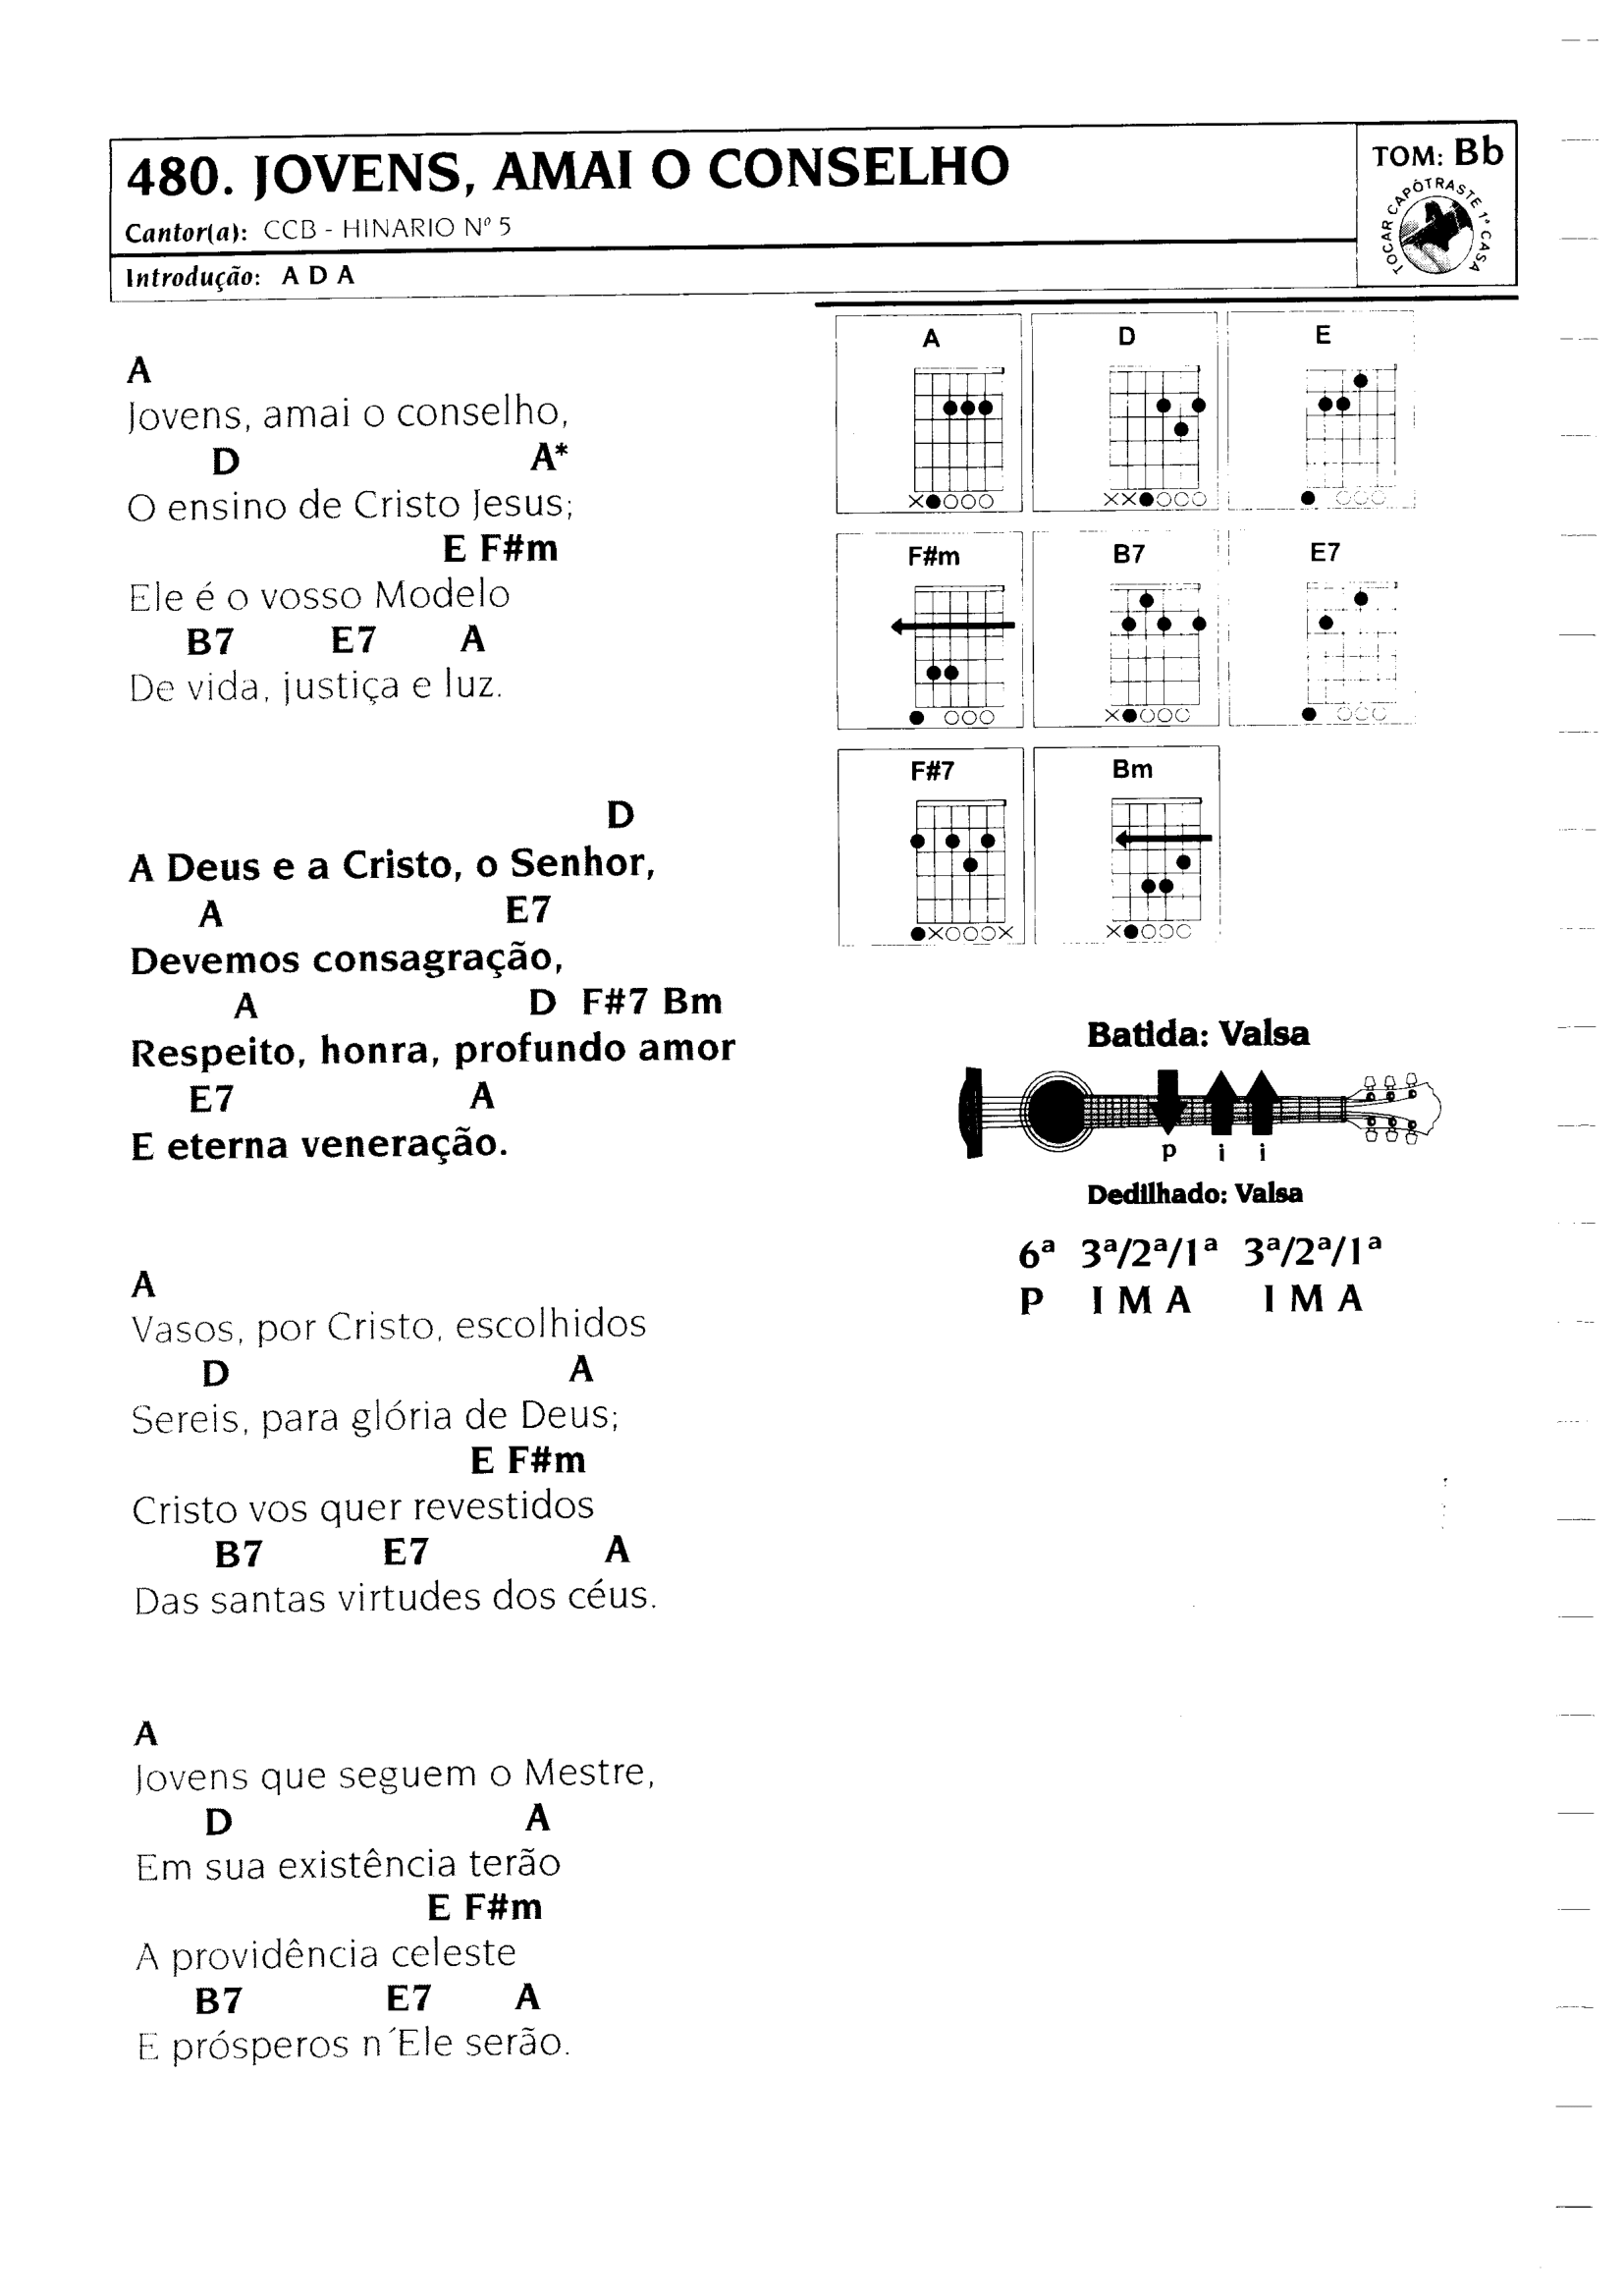 480. JOVENS, AMAI O CONSELHO
Cantor(a): CCB - HINARIO Nº 5
Introdução: A D A
TOM: Bb
TOCAR CAPÓTRASTE 1ª CASA
A
Jovens, amai o conselho,
D A*
O ensino de Cristo Jesus;
E F#m
Ele é o vosso Modelo
B7 E7 A
De vida, justiça e luz.
D
A Deus e a Cristo, o Senhor,
A E7
Devemos consagração,
A D F#7 Bm
Respeito, honra, profundo amor
E7 A
E eterna veneração.
A
Vasos, por Cristo, escolhidos
D A
Sereis, para glória de Deus;
E F#m
Cristo vos quer revestidos
B7 E7 A
Das santas virtudes dos céus.
A
Jovens que seguem o Mestre,
D A
Em sua existência terão
E F#m
A providência celeste
B7 E7 A
E prósperos n´Ele serão.
A D E
F#m B7 E7
F#7 Bm
Batida: Valsa
p i i
Dedilhado: Valsa
6ª 3ª/2ª/1ª 3ª/2ª/1ª
P I M A I M A